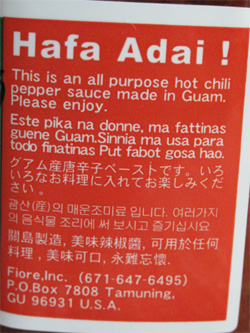 Hafa Adai !
This is an all purpose hot chili
pepper sauce made in Guam.
Please enjoy.
Este pika na donne, ma fattinas
guene Guam.Sinnia ma usa para
todo finatinas Put fabot gosa hao.
グアム産唐辛子ペーストです。いろ
いろなお料理に入れてお楽しみくださ
い 。
괌산(産)의 매운조미료 입니다. 여러가지
의 음식물 조리에 써 보시고 즐기십시요
關島製造, 美味辣椒醬, 可用於任何
料理 , 美味可口, 永難忘懷.
Fiore,Inc. (671-647-6495)
P.O.Box 7808 Tamuning,
GU 96931 U.S.A.